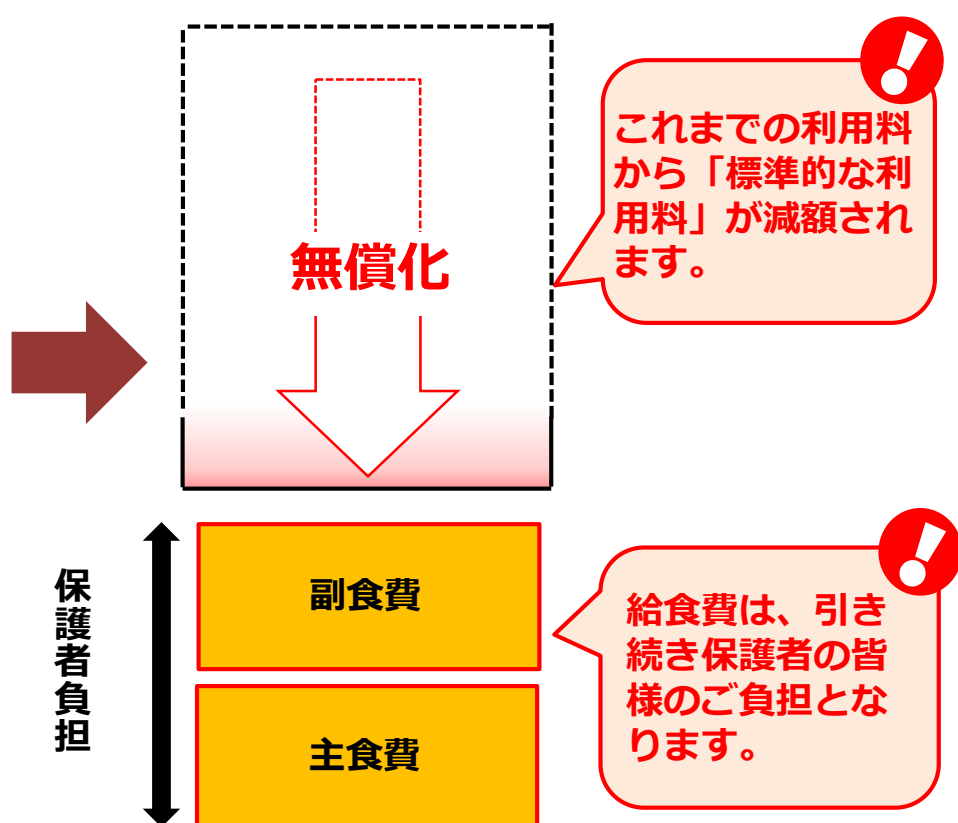 これまでの利用料
から「標準的な利
用料」が減額され
ます。
無償化
保護者負担
副食費
給食費は、引き
続き保護者の皆
様のご負担とな
ります。
主食費